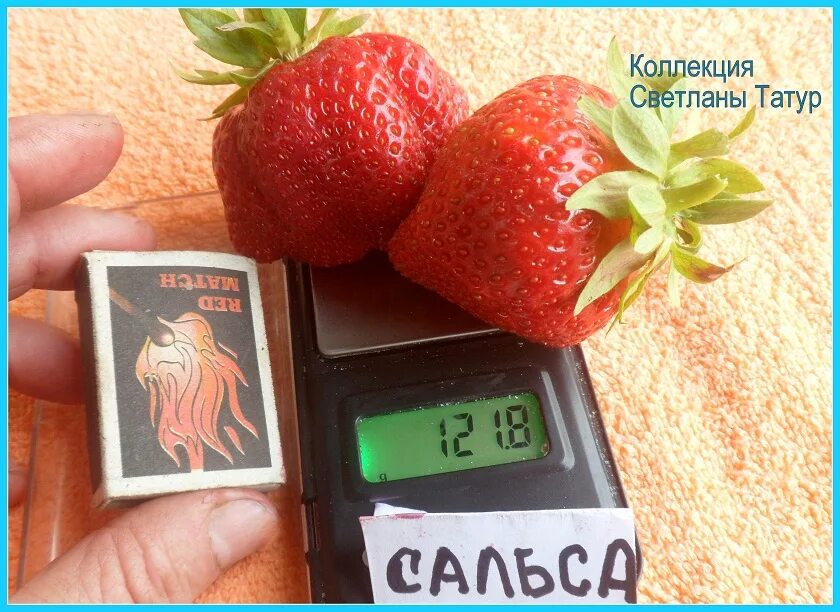 Коллекция
Светланы Татур
RED
MATCH
121.8
g
САЛЬСА